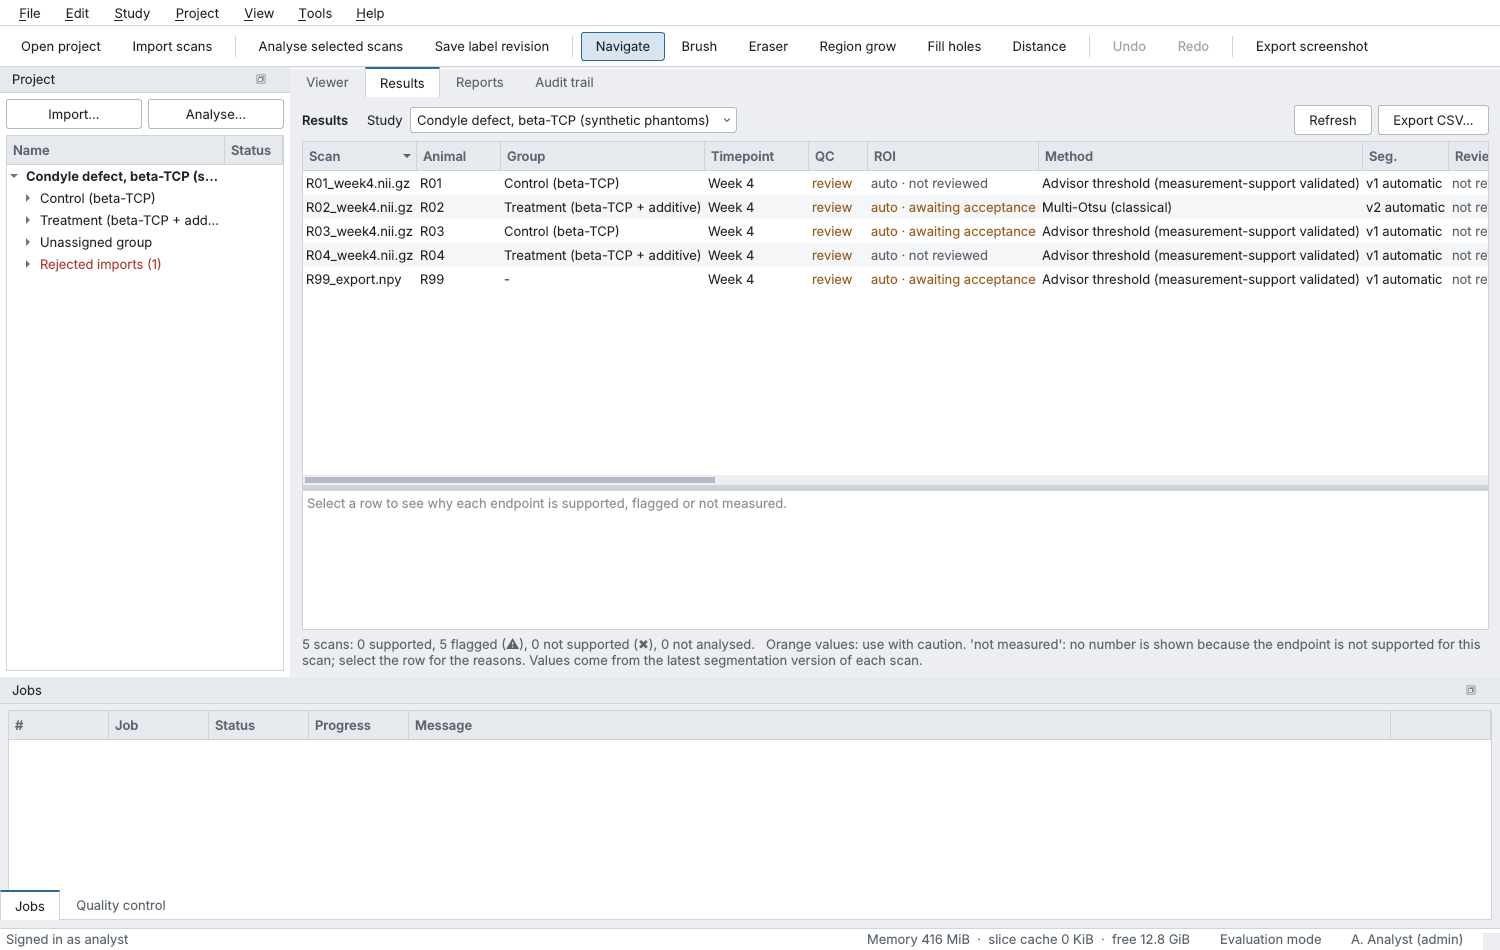 File Edit Study Project View Tools Help
Open project Import scans Analyse selected scans Save label revision Navigate Brush Eraser Region grow Fill holes Distance Undo Redo Export screenshot
Project
Import... Analyse...
Name Status
Condyle defect, beta-TCP (s...
Control (beta-TCP)
Treatment (beta-TCP + add...
Unassigned group
Rejected imports (1)
Viewer Results Reports Audit trail
Results Study Condyle defect, beta-TCP (synthetic phantoms) Refresh Export CSV...
Scan Animal Group Timepoint QC ROI Method Seg. Revie
R01_week4.nii.gz R01 Control (beta-TCP) Week 4 review auto · not reviewed Advisor threshold (measurement-support validated) v1 automatic not re
R02_week4.nii.gz R02 Treatment (beta-TCP + additive) Week 4 review auto · awaiting acceptance Multi-Otsu (classical) v2 automatic not re
R03_week4.nii.gz R03 Control (beta-TCP) Week 4 review auto · awaiting acceptance Advisor threshold (measurement-support validated) v1 automatic not re
R04_week4.nii.gz R04 Treatment (beta-TCP + additive) Week 4 review auto · not reviewed Advisor threshold (measurement-support validated) v1 automatic not re
R99_export.npy R99 - Week 4 review auto · awaiting acceptance Advisor threshold (measurement-support validated) v1 automatic not re
Select a row to see why each endpoint is supported, flagged or not measured.
5 scans: 0 supported, 5 flagged (⚠), 0 not supported (✖), 0 not analysed. Orange values: use with caution. 'not measured': no number is shown because the endpoint is not supported for this
scan; select the row for the reasons. Values come from the latest segmentation version of each scan.
Jobs
# Job Status Progress Message
Jobs Quality control
Signed in as analyst Memory 416 MiB · slice cache 0 KiB · free 12.8 GiB Evaluation mode A. Analyst (admin)